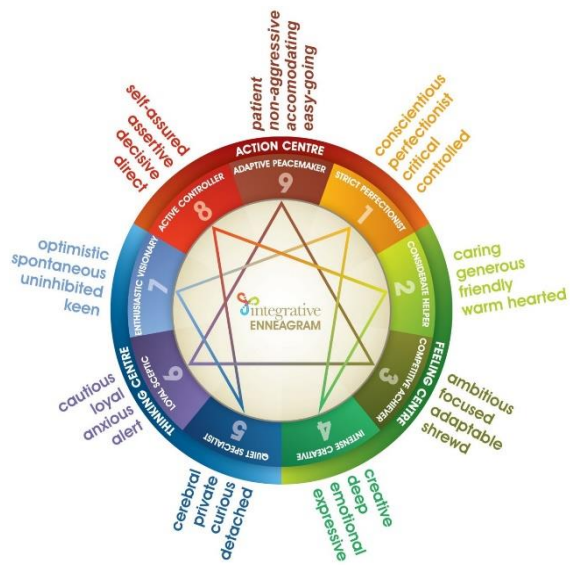 patient
non-aggressive
accomodating
easy-going
conscientious
perfectionist
critical
controlled
caring
generous
friendly
warm hearted
ambitious
focused
adaptable
shrewd
creative
deep
emotional
expressive
cerebral
private
curious
detached
cautious
loyal
anxious
alert
optimistic
spontaneous
uninhibited
keen
self-assured
assertive
decisive
direct
ACTION CENTRE
FEELING CENTRE
THINKING CENTRE
ADAPTIVE PEACEMAKER
9
STRICT PERFECTIONIST
1
CONSIDERATE HELPER
2
COMPETITIVE ACHIEVER
3
INTENSE CREATIVE
4
QUIET SPECIALIST
5
LOYAL SCEPTIC
6
ENTHUSIASTIC VISIONARY
7
ACTIVE CONTROLLER
8
integrative
ENNEAGRAM